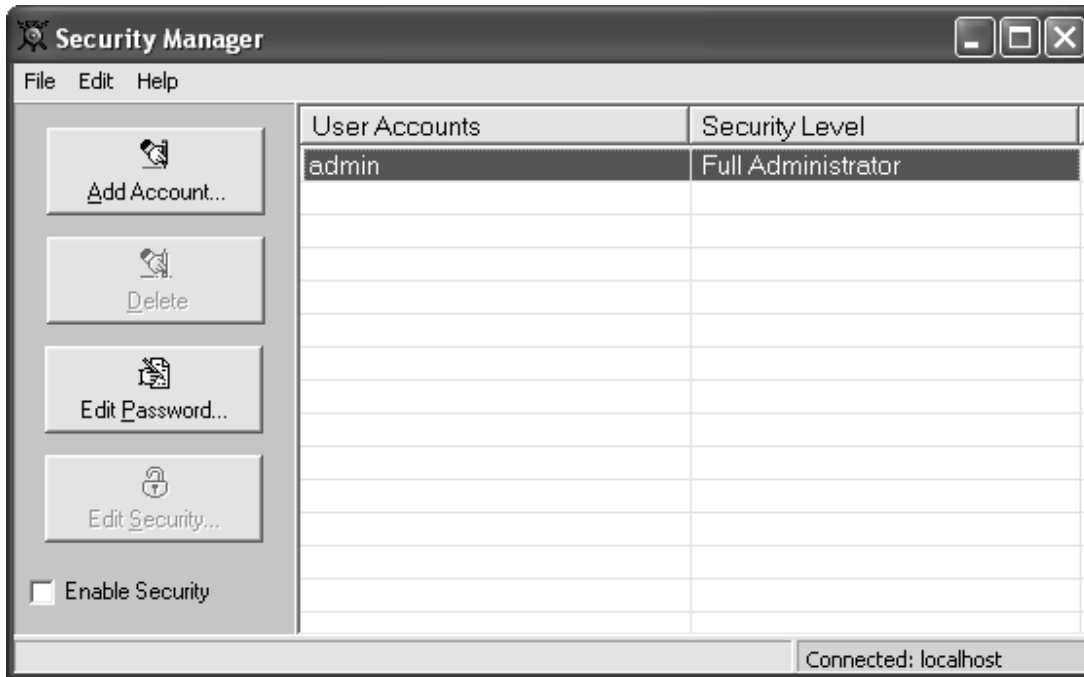 Security Manager
File Edit Help
Add Account...
Delete
Edit Password...
Edit Security...
Enable Security
User Accounts Security Level
admin Full Administrator
Connected: localhost